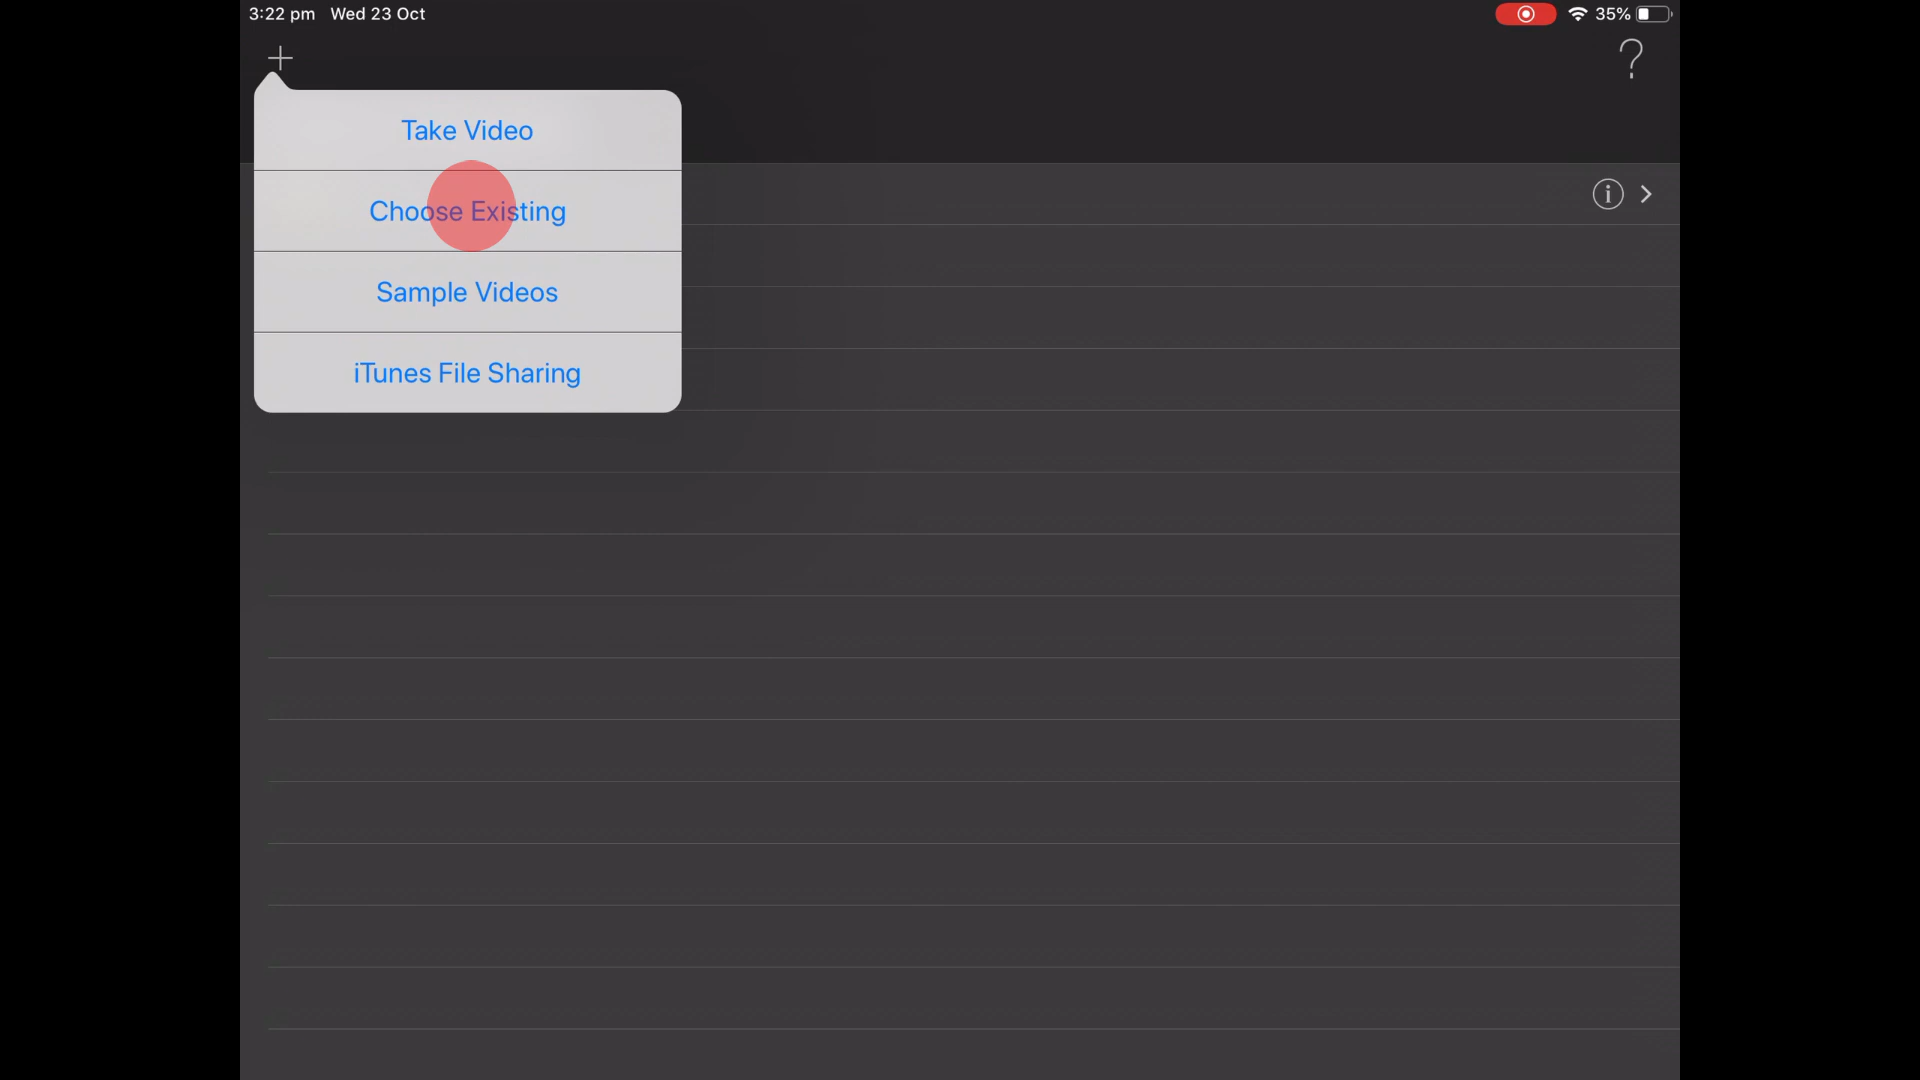 3:22 pm Wed 23 Oct
35%
Take Video
Choose Existing
Sample Videos
iTunes File Sharing